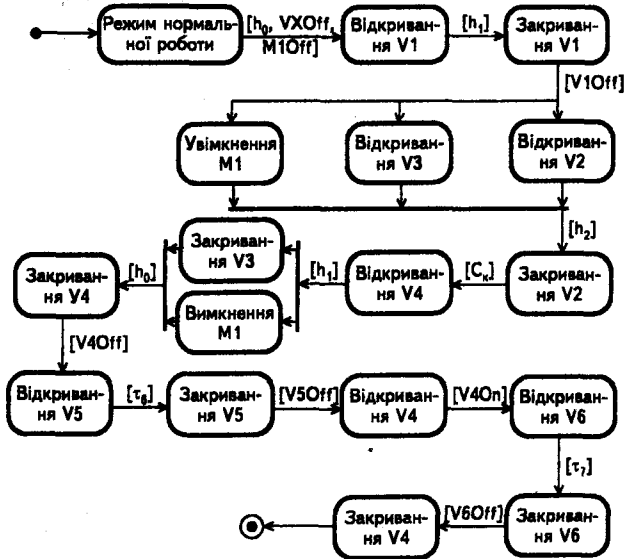 Режим нормаль-
ної роботи
[h₀, VXOff,
M1Off]
Відкриван-
ня V1
[h₁]
Закриван-
ня V1
[V1Off]
Увімкнення
M1
Відкриван-
ня V3
Відкриван-
ня V2
[h₂]
Закриван-
ня V2
[Cₖ]
Відкриван-
ня V4
[h₁]
Закриван-
ня V3
Вимкнення
M1
[h₀]
Закриван-
ня V4
[V4Off]
Відкриван-
ня V5
[τ₆]
Закриван-
ня V5
[V5Off]
Відкриван-
ня V4
[V4On]
Відкриван-
ня V6
[τ₇]
Закриван-
ня V6
[V6Off]
Закриван-
ня V4